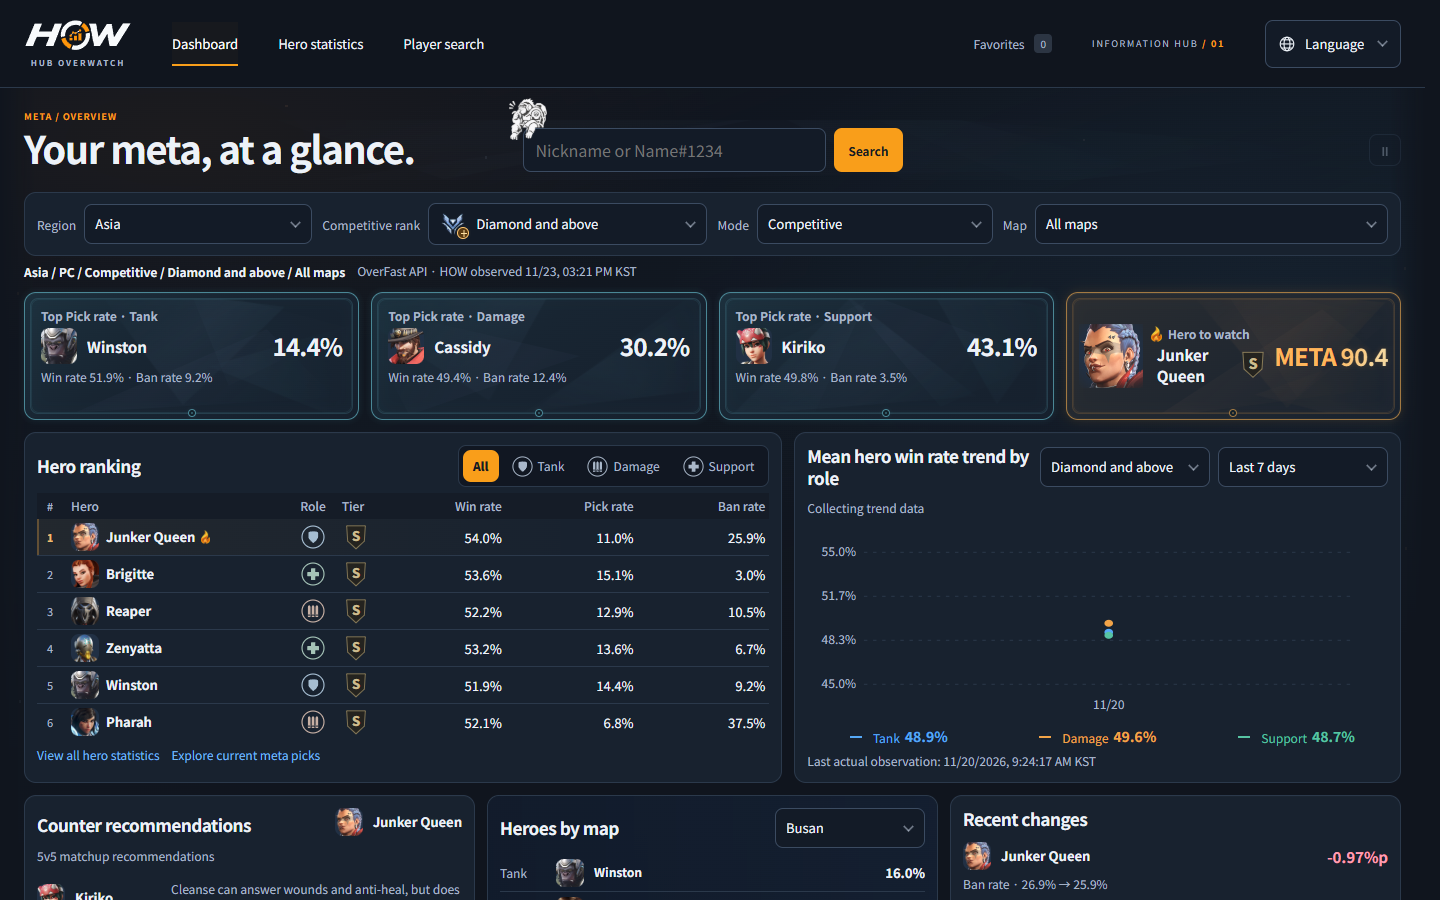 HOW
HUB OVERWATCH
Dashboard
Hero statistics
Player search
Favorites 0
INFORMATION HUB / 01
Language
META / OVERVIEW
Your meta, at a glance.
Nickname or Name#1234
Search
Region
Asia
Competitive rank
Diamond and above
Mode
Competitive
Map
All maps
Asia / PC / Competitive / Diamond and above / All maps
OverFast API · HOW observed 11/23, 03:21 PM KST
Top Pick rate · Tank
Winston
14.4%
Win rate 51.9% · Ban rate 9.2%
Top Pick rate · Damage
Cassidy
30.2%
Win rate 49.4% · Ban rate 12.4%
Top Pick rate · Support
Kiriko
43.1%
Win rate 49.8% · Ban rate 3.5%
Hero to watch
Junker
Queen
S
META 90.4
Hero ranking
All
Tank
Damage
Support
# Hero Role Tier Win rate Pick rate Ban rate
1 Junker Queen S 54.0% 11.0% 25.9%
2 Brigitte S 53.6% 15.1% 3.0%
3 Reaper S 52.2% 12.9% 10.5%
4 Zenyatta S 53.2% 13.6% 6.7%
5 Winston S 51.9% 14.4% 9.2%
6 Pharah S 52.1% 6.8% 37.5%
View all hero statistics
Explore current meta picks
Mean hero win rate trend by
role
Diamond and above
Last 7 days
Collecting trend data
55.0%
51.7%
48.3%
45.0%
11/20
Tank 48.9%
Damage 49.6%
Support 48.7%
Last actual observation: 11/20/2026, 9:24:17 AM KST
Counter recommendations
Junker Queen
5v5 matchup recommendations
Kiriko
Cleanse can answer wounds and anti-heal, but does
Heroes by map
Busan
Tank
Winston
16.0%
Recent changes
Junker Queen
-0.97%p
Ban rate · 26.9% → 25.9%